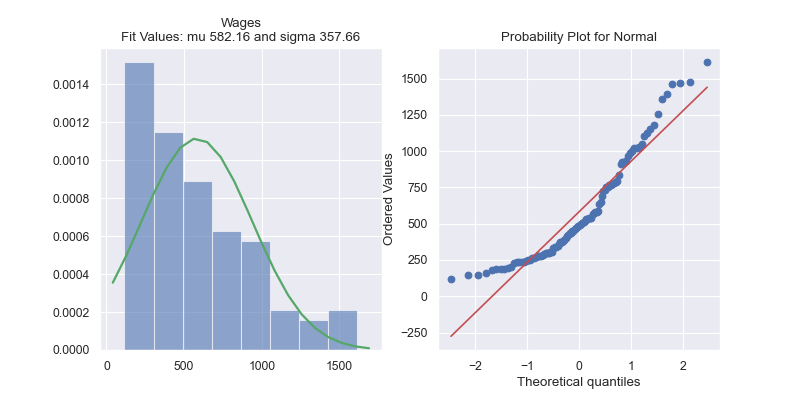 Wages
Fit Values: mu 582.16 and sigma 357.66
0.0014
0.0012
0.0010
0.0008
0.0006
0.0004
0.0002
0.0000
0 500 1000 1500
Probability Plot for Normal
Ordered Values
1500
1250
1000
750
500
250
0
−250
−2 −1 0 1 2
Theoretical quantiles